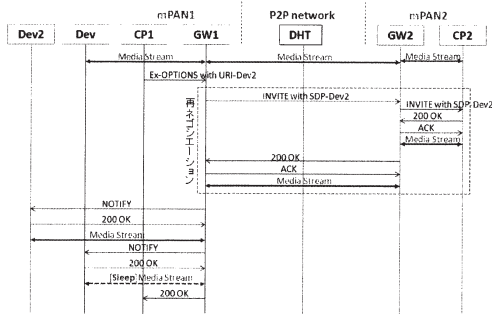 mPAN1 P2P network mPAN2
Dev2 Dev CP1 GW1 DHT GW2 CP2
Media Stream Media Stream Media Stream
Ex-OPTIONS with URI-Dev2
再ネゴシエーション
INVITE with SDP-Dev2
INVITE with SDP-Dev2
200 OK
ACK
Media Stream
200 OK
ACK
Media Stream
NOTIFY
200 OK
Media Stream
NOTIFY
200 OK
[Sleep] Media Stream
200 OK